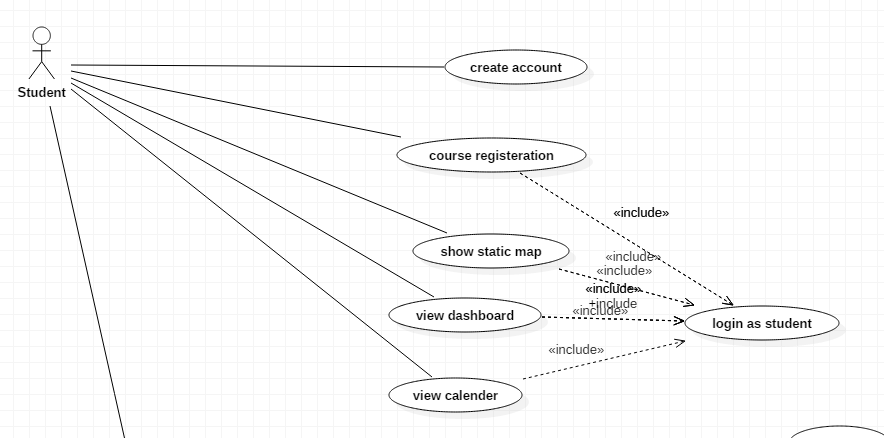 Student
create account
course registeration
«include»
show static map
«include»
«include»
«include»
+include
«include»
view dashboard
login as student
«include»
view calender